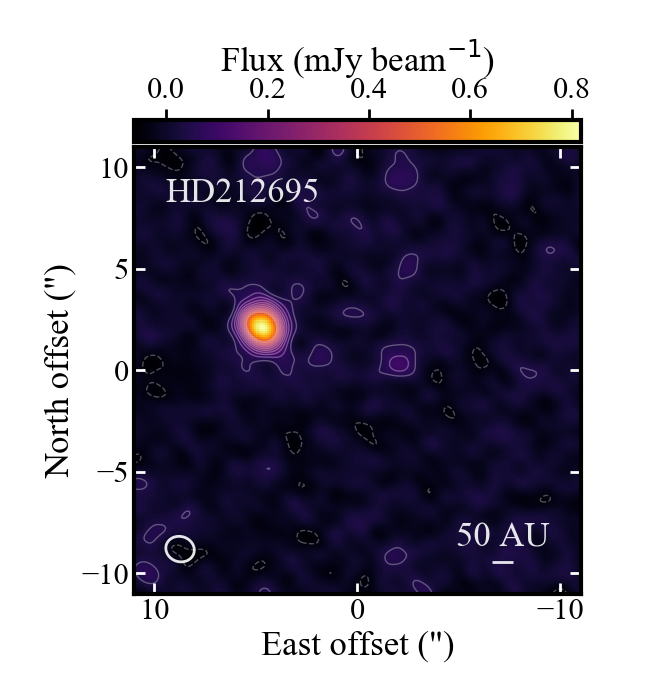 Flux (mJy beam⁻¹)
0.0 0.2 0.4 0.6 0.8
HD212695
10
5
0
−5
−10
North offset (")
50 AU
10 0 −10
East offset (")